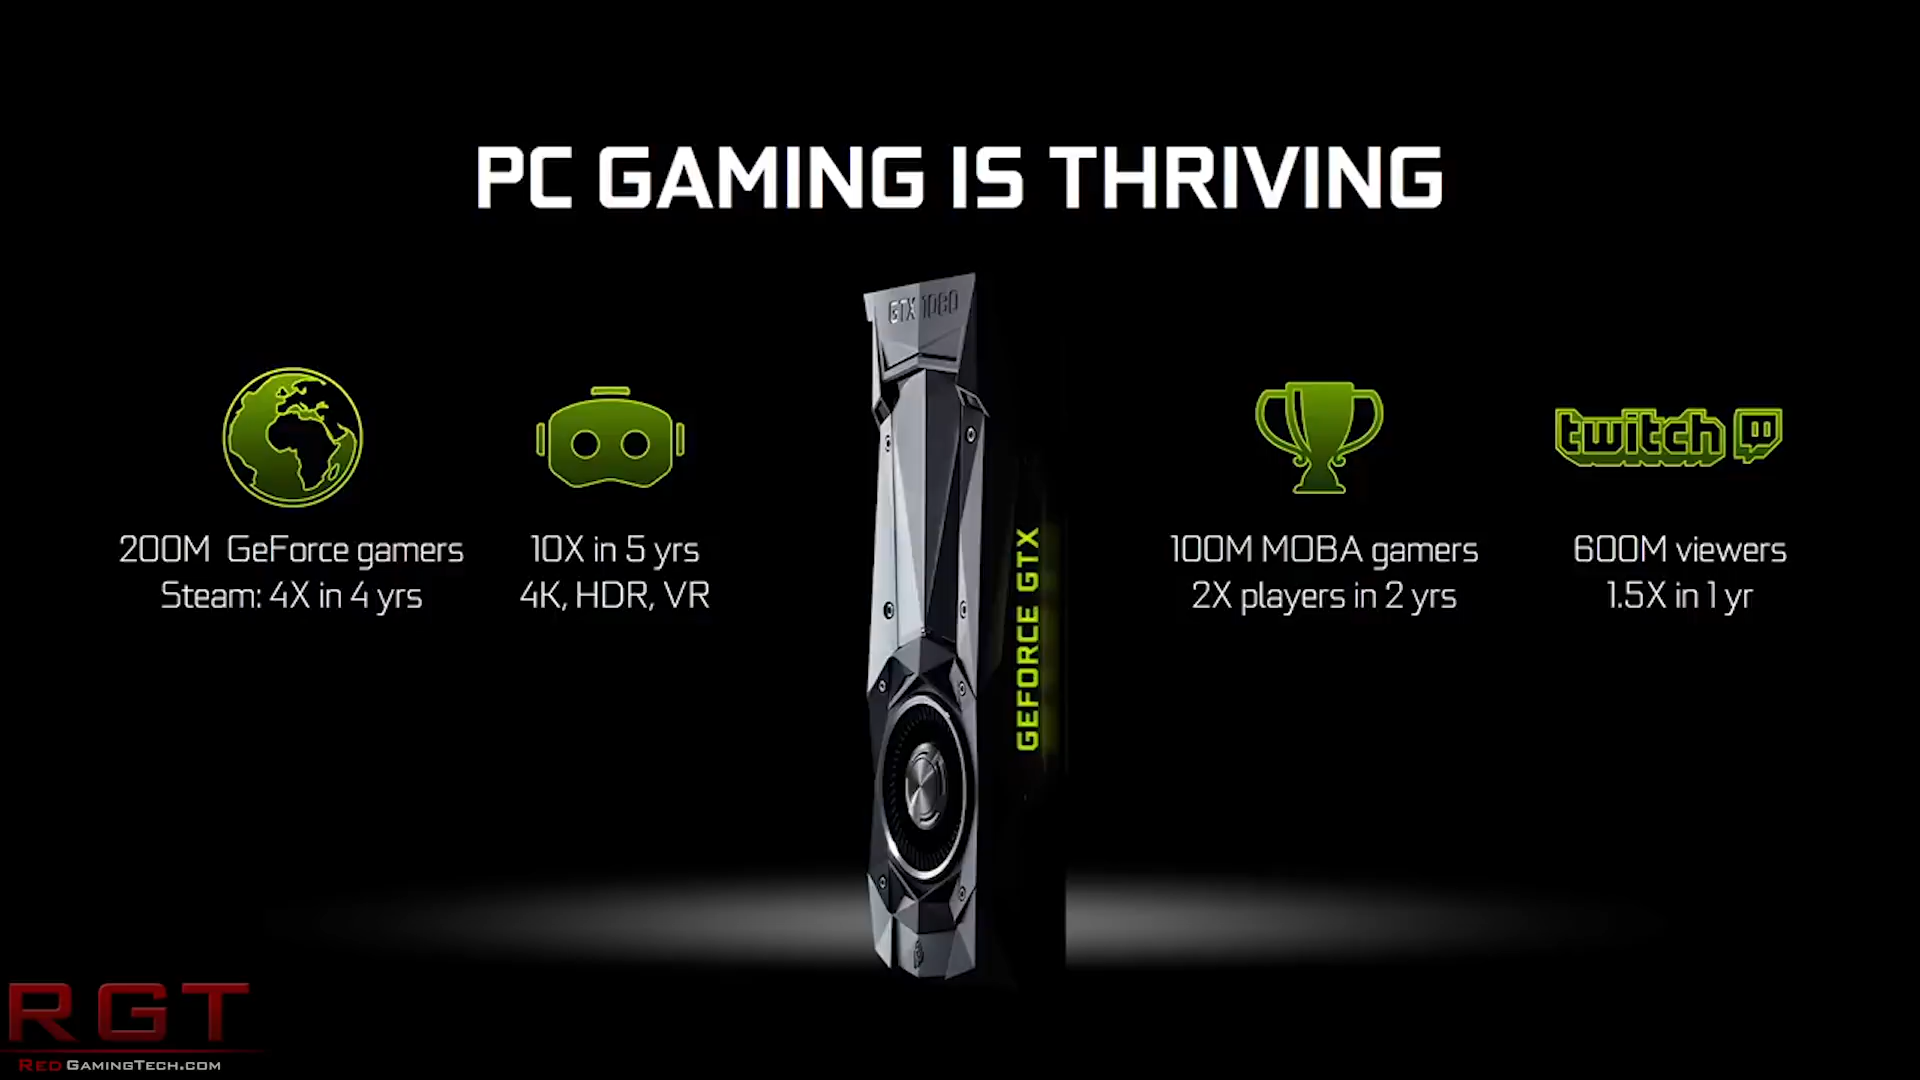 PC GAMING IS THRIVING
GTX 1080
200M GeForce gamers
Steam: 4X in 4 yrs
10X in 5 yrs
4K, HDR, VR
GEFORCE GTX
100M MOBA gamers
2X players in 2 yrs
twitch
600M viewers
1.5X in 1 yr
RGT
REDGAMINGTECH.COM